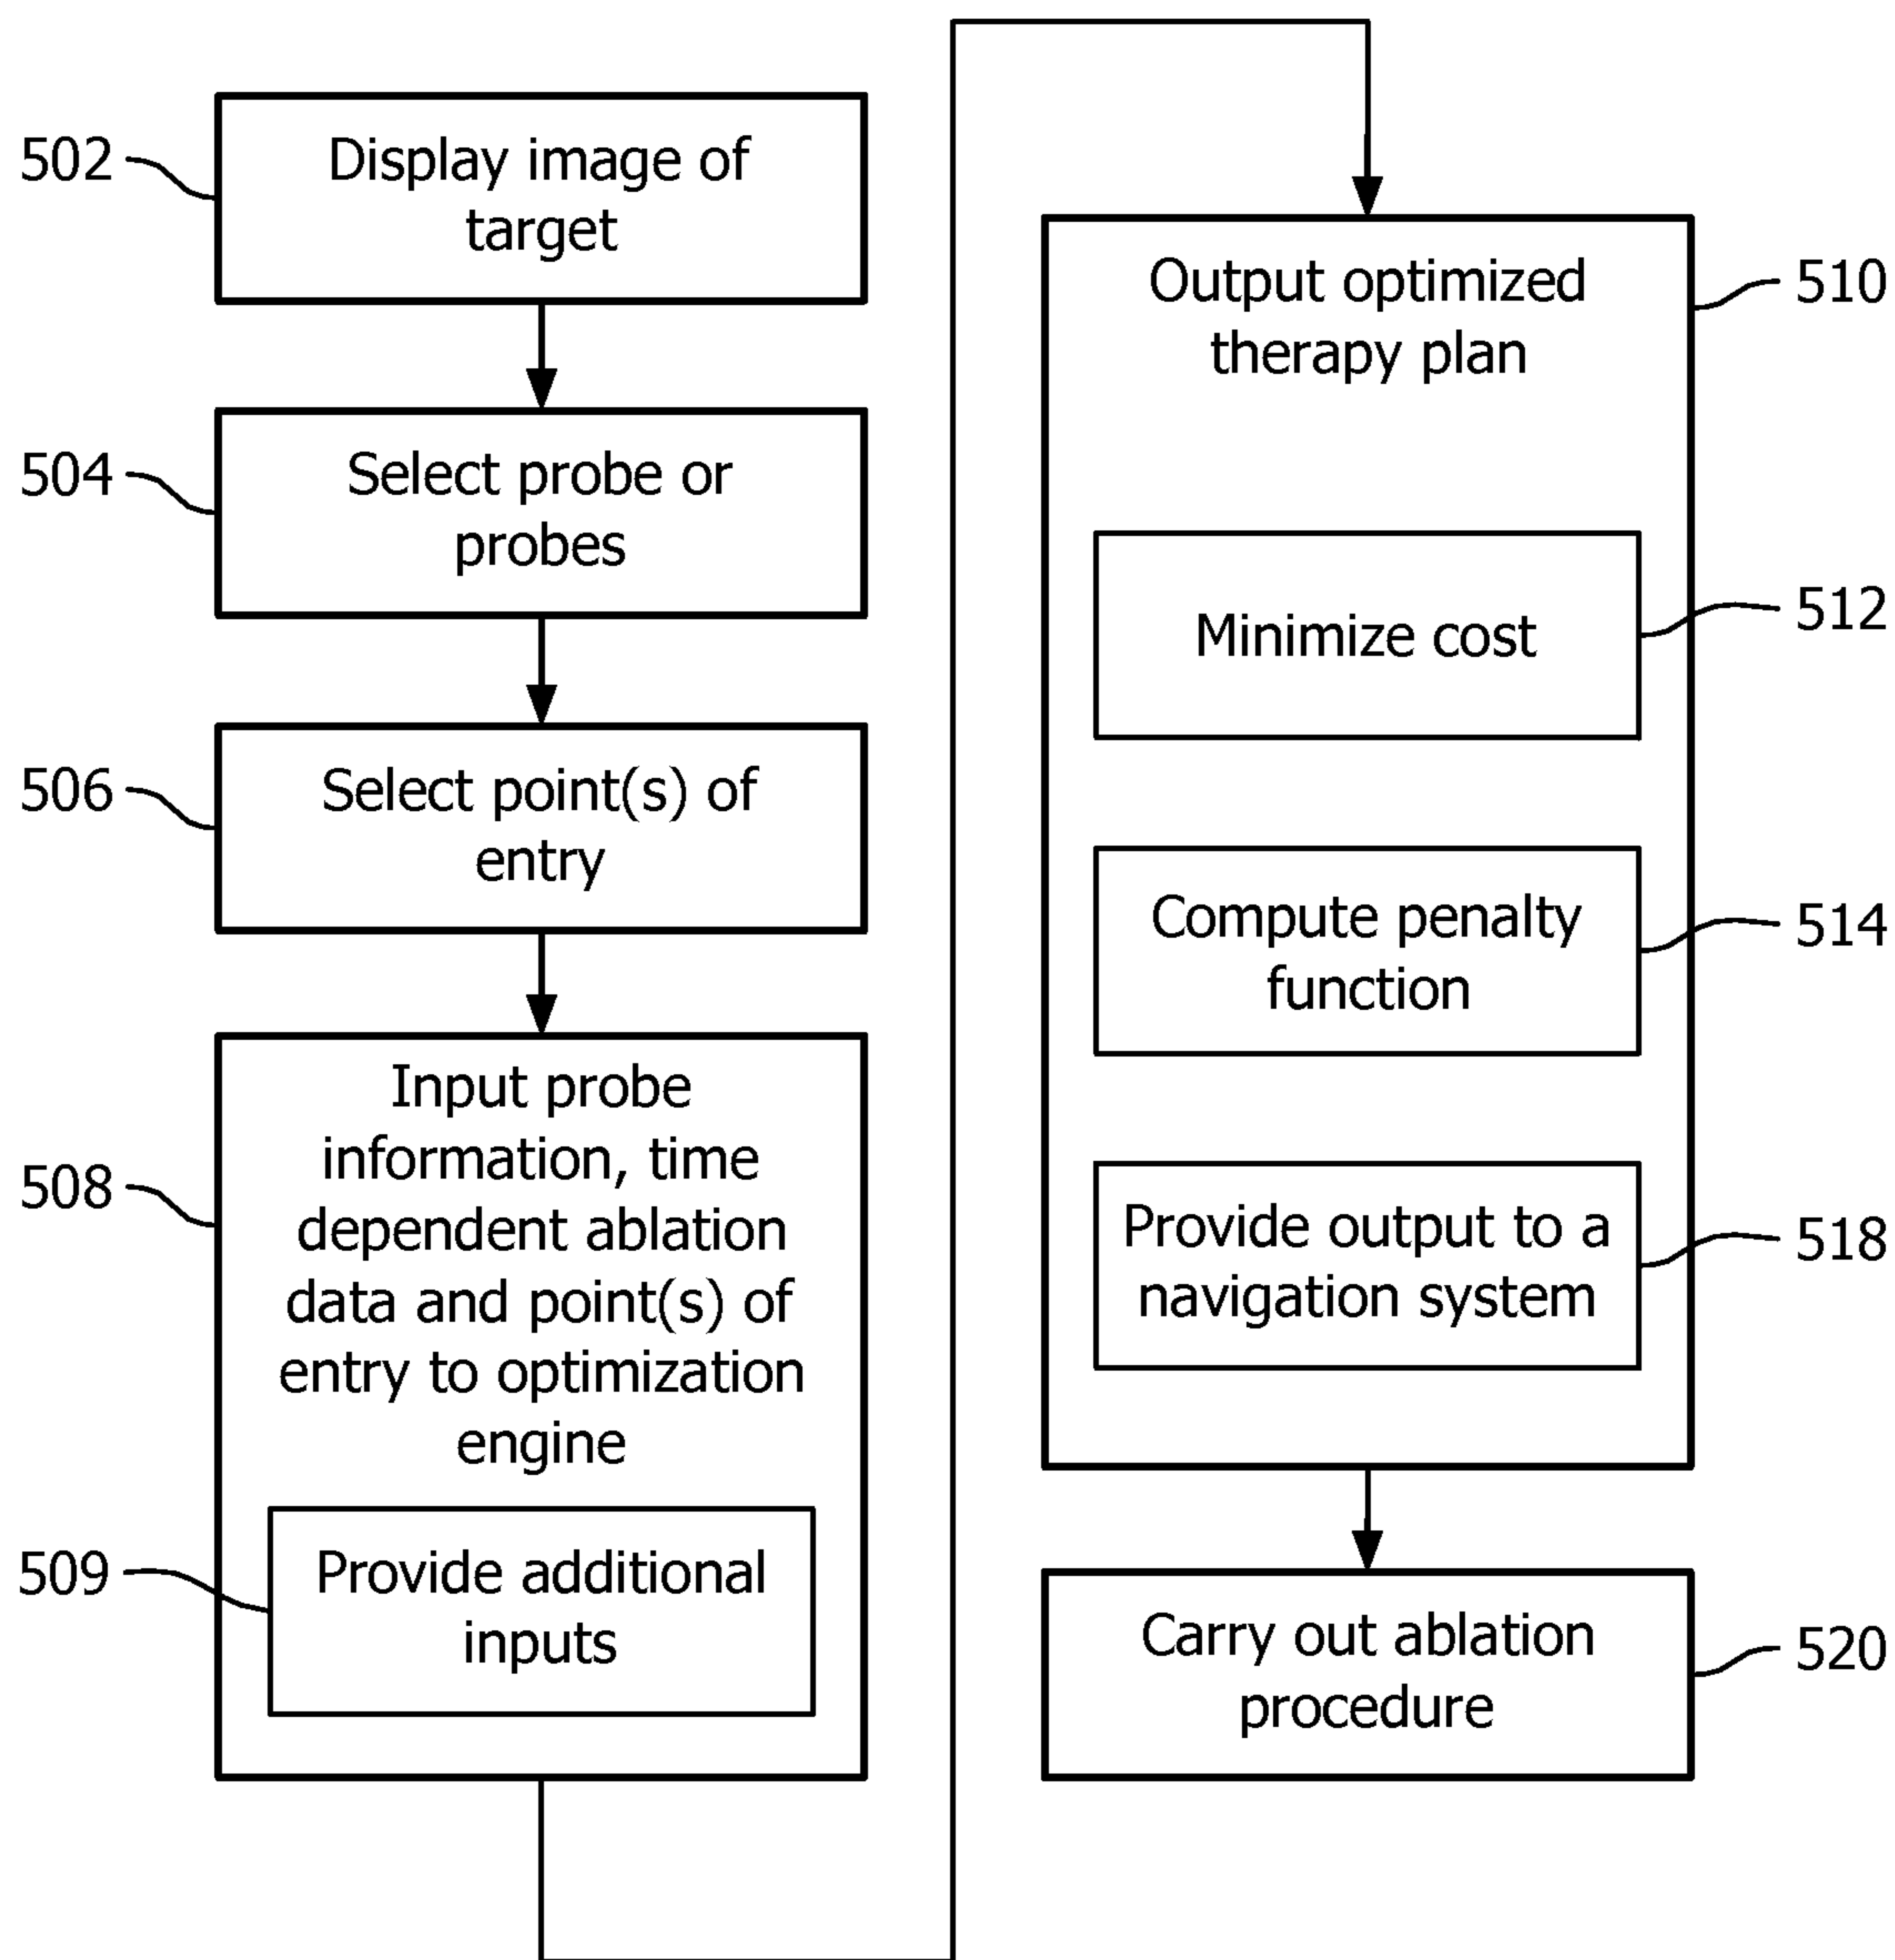 502
Display image of
target
504
Select probe or
probes
506
Select point(s) of
entry
508
Input probe
information, time
dependent ablation
data and point(s) of
entry to optimization
engine
509
Provide additional
inputs
Output optimized
therapy plan
510
Minimize cost
512
Compute penalty
function
514
Provide output to a
navigation system
518
Carry out ablation
procedure
520